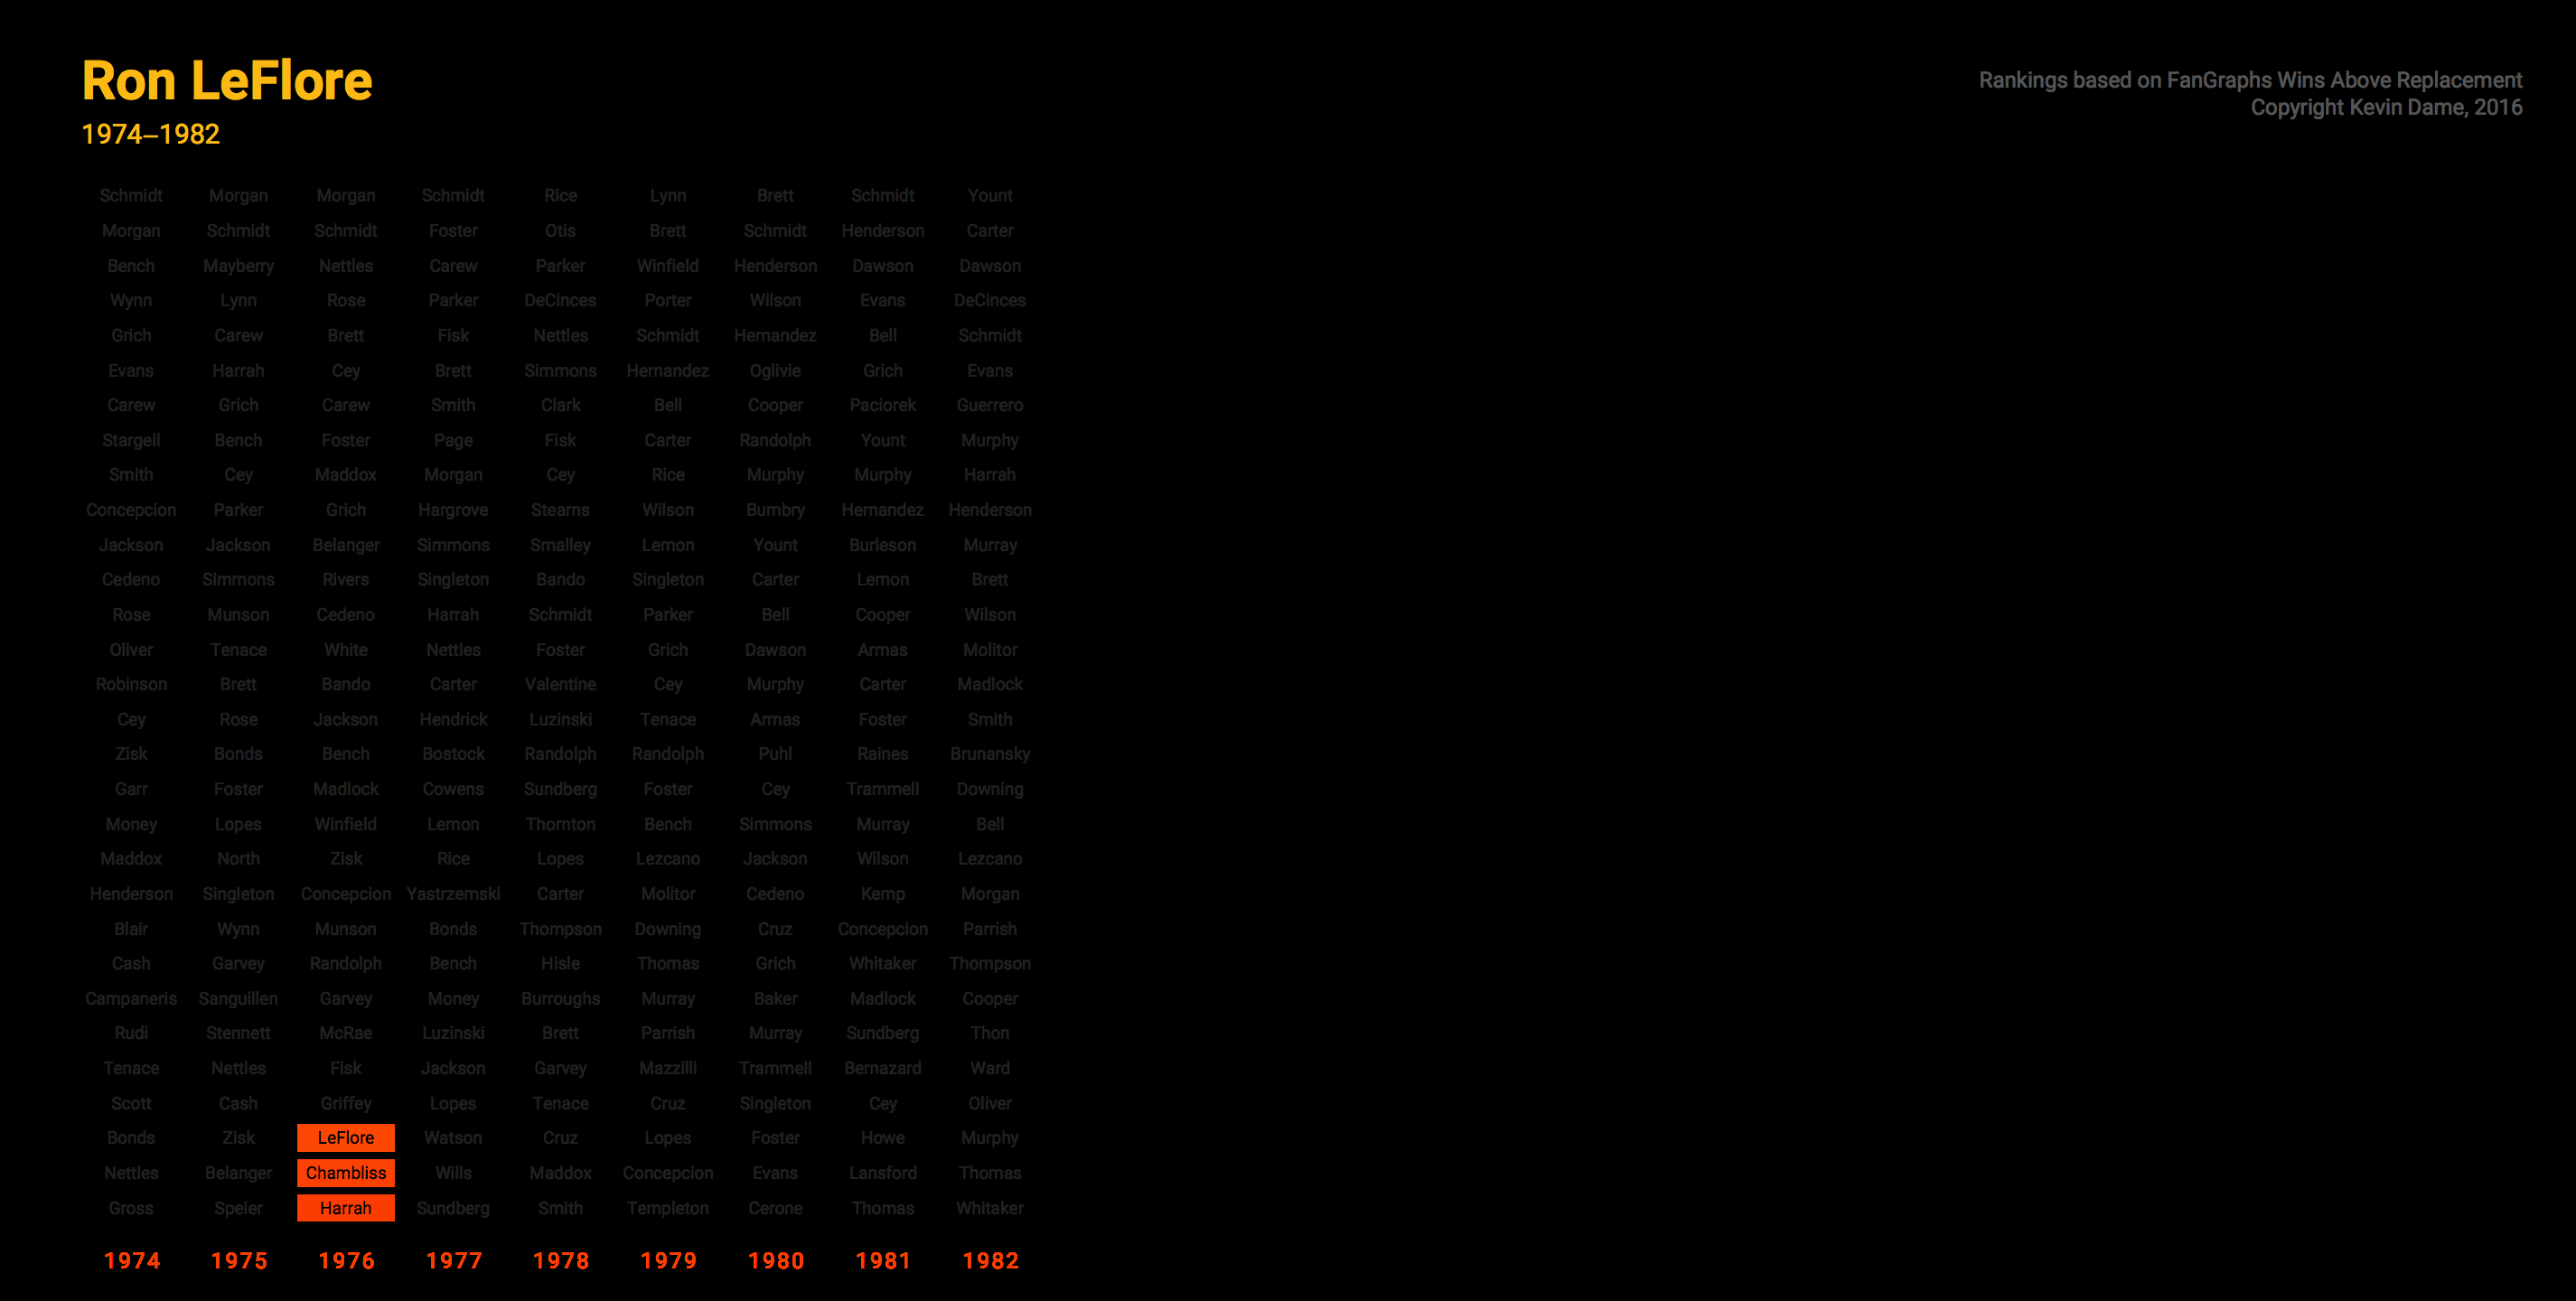 Ron LeFlore
1974–1982
Rankings based on FanGraphs Wins Above Replacement
Copyright Kevin Dame, 2016
Schmidt Morgan Morgan Schmidt Rice Lynn Brett Schmidt Yount
Morgan Schmidt Schmidt Foster Otis Brett Schmidt Henderson Carter
Bench Mayberry Nettles Carew Parker Winfield Henderson Dawson Dawson
Wynn Lynn Rose Parker DeCinces Porter Wilson Evans DeCinces
Grich Carew Brett Fisk Nettles Schmidt Hernandez Bell Schmidt
Evans Harrah Cey Brett Simmons Hernandez Oglivie Grich Evans
Carew Grich Carew Smith Clark Bell Cooper Paciorek Guerrero
Stargell Bench Foster Page Fisk Carter Randolph Yount Murphy
Smith Cey Maddox Morgan Cey Rice Murphy Murphy Harrah
Concepcion Parker Grich Hargrove Stearns Wilson Bumbry Hernandez Henderson
Jackson Jackson Belanger Simmons Smalley Lemon Yount Burleson Murray
Cedeno Simmons Rivers Singleton Bando Singleton Carter Lemon Brett
Rose Munson Cedeno Harrah Schmidt Parker Bell Cooper Wilson
Oliver Tenace White Nettles Foster Grich Dawson Armas Molitor
Robinson Brett Bando Carter Valentine Cey Murphy Carter Madlock
Cey Rose Jackson Hendrick Luzinski Tenace Armas Foster Smith
Zisk Bonds Bench Bostock Randolph Randolph Puhl Raines Brunansky
Garr Foster Madlock Cowens Sundberg Foster Cey Trammell Downing
Money Lopes Winfield Lemon Thornton Bench Simmons Murray Bell
Maddox North Zisk Rice Lopes Lezcano Jackson Wilson Lezcano
Henderson Singleton Concepcion Yastrzemski Carter Molitor Cedeno Kemp Morgan
Blair Wynn Munson Bonds Thompson Downing Cruz Concepcion Parrish
Cash Garvey Randolph Bench Hisle Thomas Grich Whitaker Thompson
Campaneris Sanguillen Garvey Money Burroughs Murray Baker Madlock Cooper
Rudi Stennett McRae Luzinski Brett Parrish Murray Sundberg Thon
Tenace Nettles Fisk Jackson Garvey Mazzilli Trammell Bernazard Ward
Scott Cash Griffey Lopes Tenace Cruz Singleton Cey Oliver
Bonds Zisk LeFlore Watson Cruz Lopes Foster Howe Murphy
Nettles Belanger Chambliss Wills Maddox Concepcion Evans Lansford Thomas
Gross Speier Harrah Sundberg Smith Templeton Cerone Thomas Whitaker
1974 1975 1976 1977 1978 1979 1980 1981 1982